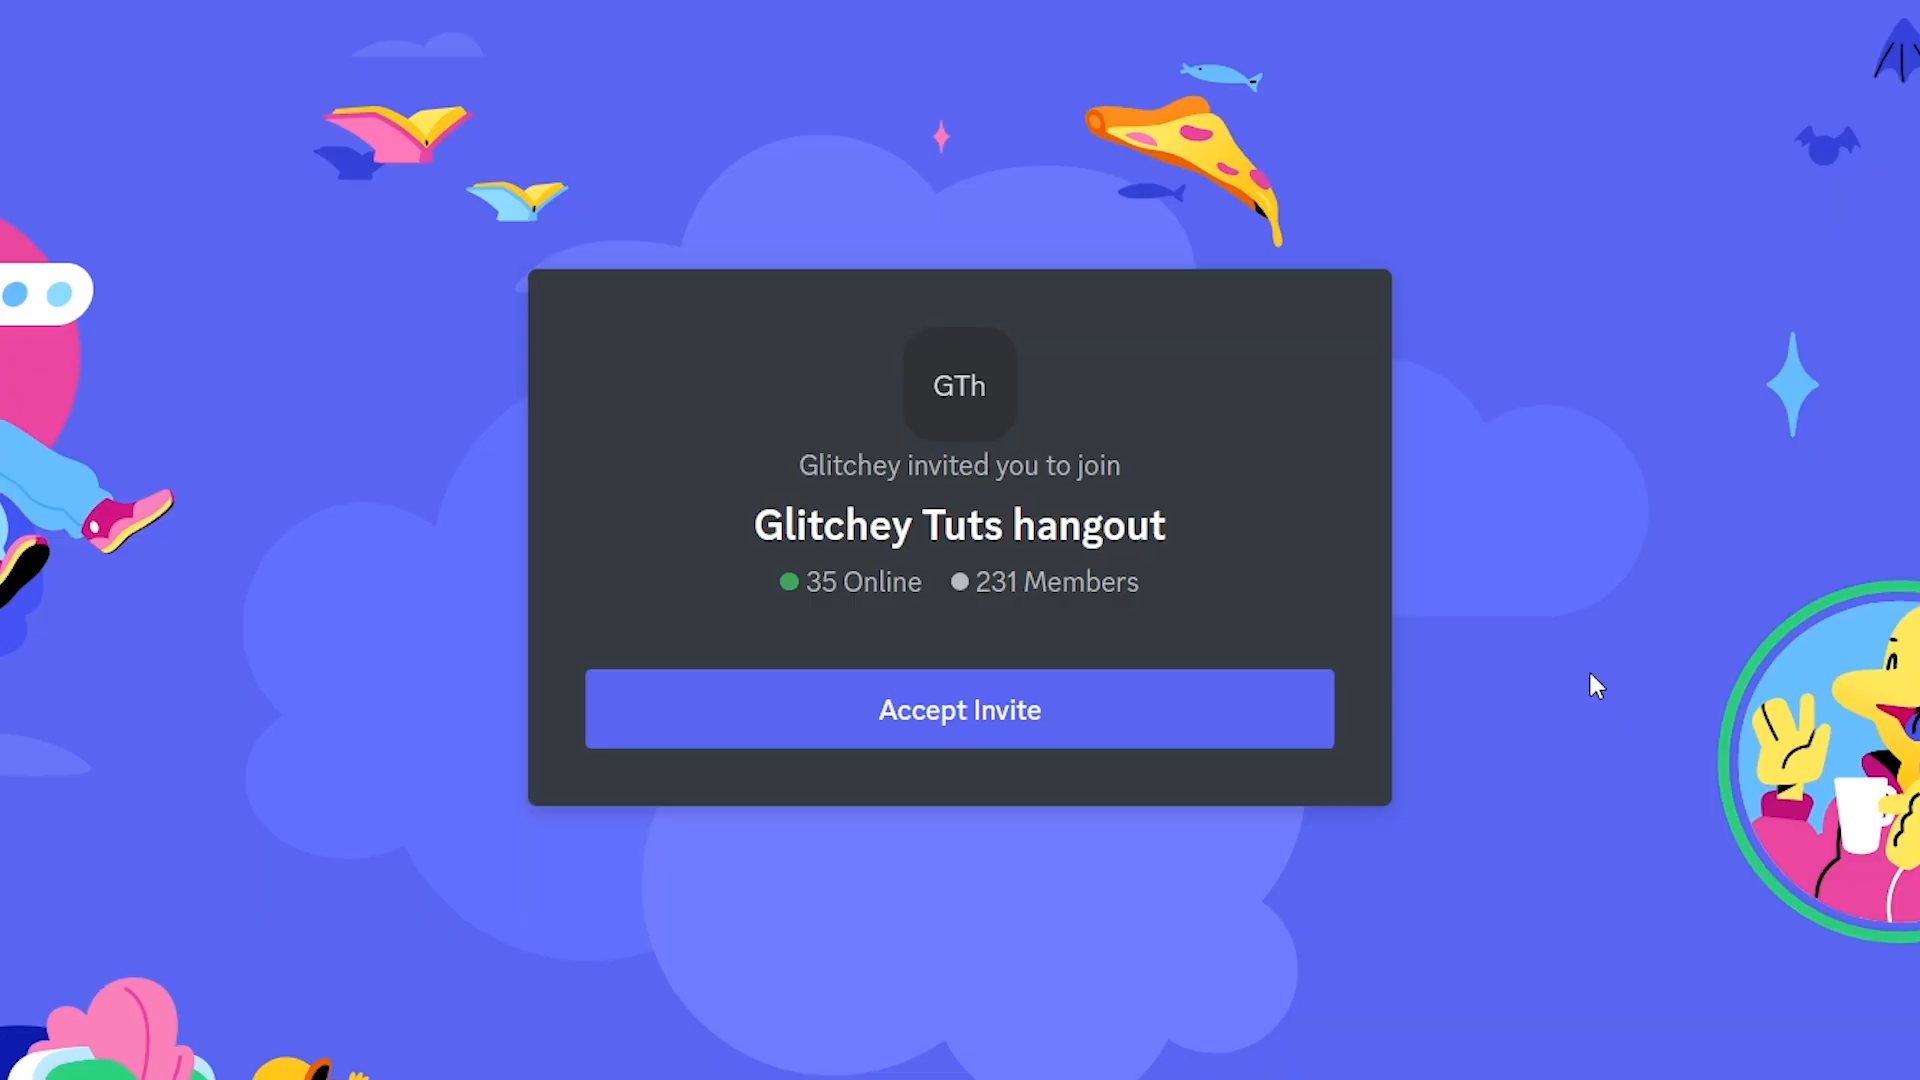 GTh
Glitchey invited you to join
Glitchey Tuts hangout
35 Online 231 Members
Accept Invite